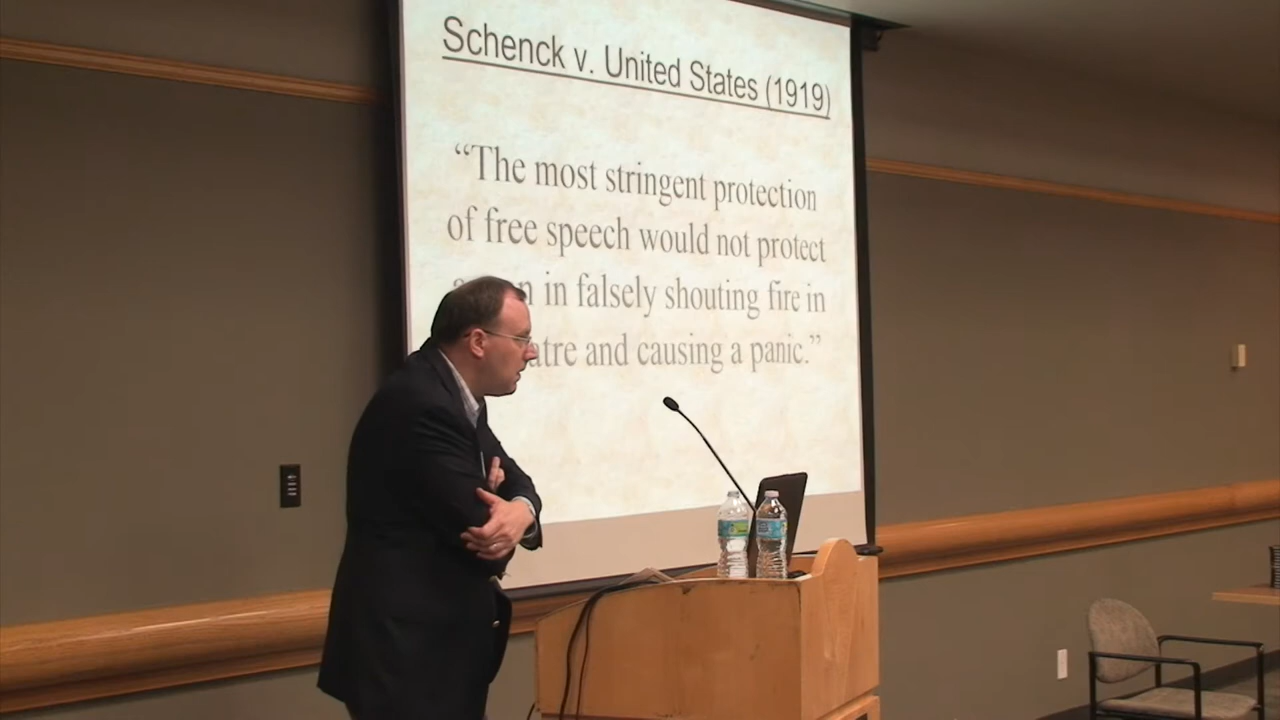 Schenck v. United States (1919)
“The most stringent protection
of free speech would not protect
in falsely shouting fire in
and causing a panic.”